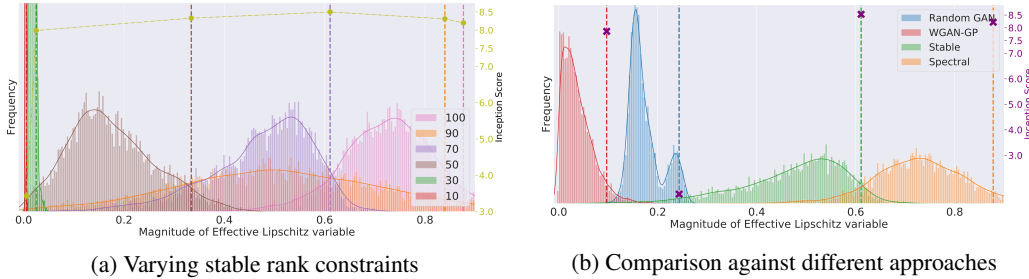 Frequency
8.5
8.0
7.5
7.0
6.5
6.0
5.5
5.0
4.5
4.0
3.5
3.0
Inception Score
100
90
70
50
30
10
0.0 0.2 0.4 0.6 0.8
Magnitude of Effective Lipschitz variable
(a) Varying stable rank constraints
Frequency
Random GAN
WGAN-GP
Stable
Spectral
8.5
8.0
7.5
7.0
6.5
6.0
5.5
5.0
3.0
Inception Score
0.0 0.2 0.4 0.6 0.8
Magnitude of Effective Lipschitz variable
(b) Comparison against different approaches